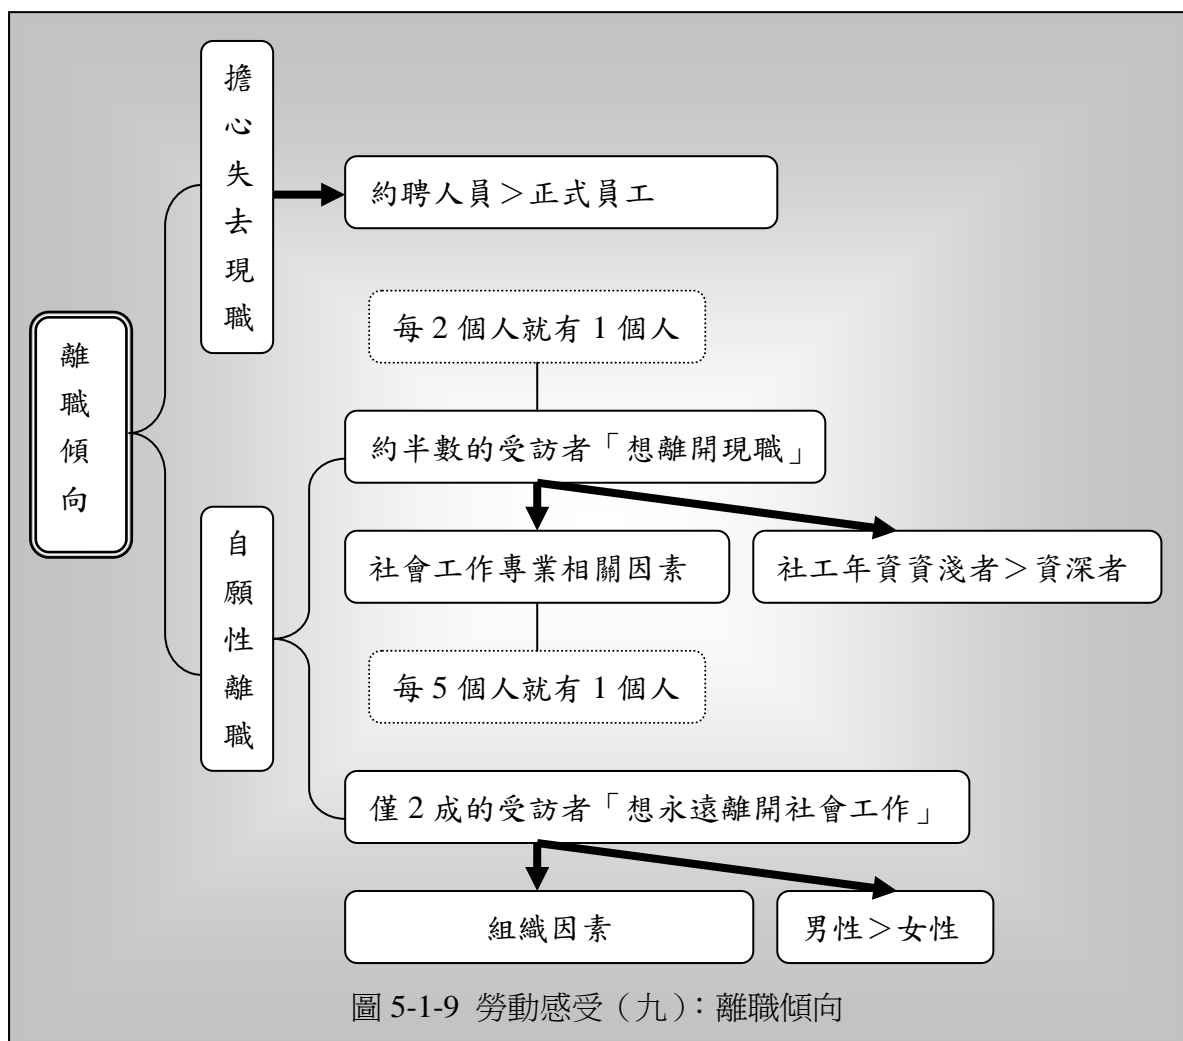 離職傾向
擔心失去現職
約聘人員＞正式員工
自願性離職
每 2 個人就有 1 個人
約半數的受訪者「想離開現職」
社會工作專業相關因素
社工年資資淺者＞資深者
每 5 個人就有 1 個人
僅 2 成的受訪者「想永遠離開社會工作」
組織因素
男性＞女性
圖 5-1-9 勞動感受（九）：離職傾向